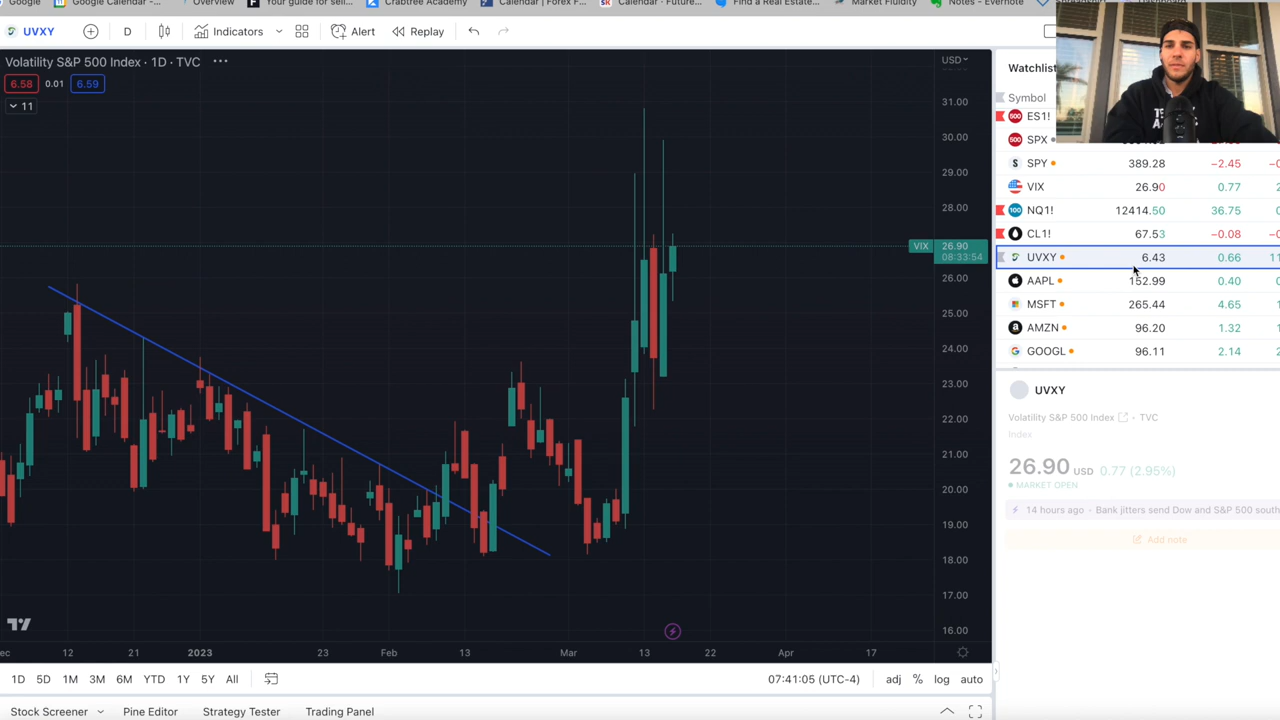 Google
Google Calendar -...
Overview
Your guide for sell...
Crabtree Academy
Calendar | Forex F...
Calendar - Future...
Find a Real Estate...
Market Fluidity
Notes - Evernote
UVXY
D
Indicators
Alert
Replay
Volatility S&P 500 Index · 1D · TVC ···
6.58 0.01 6.59
11
USD
31.00
30.00
29.00
28.00
VIX 26.90
08:33:54
26.00
25.00
24.00
23.00
22.00
21.00
20.00
19.00
18.00
17.00
16.00
12 21 2023 23 Feb 13 Mar 13 22 Apr 17
1D 5D 1M 3M 6M YTD 1Y 5Y All
07:41:05 (UTC-4)
adj % log auto
Stock Screener Pine Editor Strategy Tester Trading Panel
Watchlist
Symbol
500 ES1!
500 SPX
S SPY 389.28 −2.45
VIX 26.90 0.77
100 NQ1! 12414.50 36.75
CL1! 67.53 −0.08
UVXY 6.43 0.66
AAPL 152.99 0.40
MSFT 265.44 4.65
AMZN 96.20 1.32
GOOGL 96.11 2.14
UVXY
Volatility S&P 500 Index · TVC
Index
26.90 USD 0.77 (2.95%)
MARKET OPEN
14 hours ago · Bank jitters send Dow and S&P 500 south
Add note